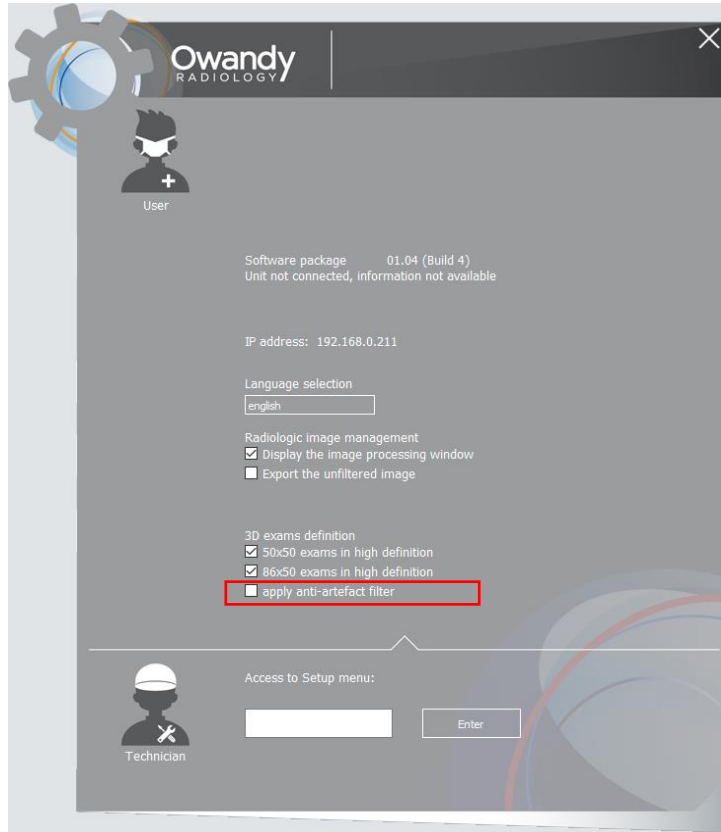 Owandy
RADIOLOGY
User
Software package 01.04 (Build 4)
Unit not connected, information not available
IP address: 192.168.0.211
Language selection
english
Radiologic image management
Display the image processing window
Export the unfiltered image
3D exams definition
50x50 exams in high definition
86x50 exams in high definition
apply anti-artefact filter
Access to Setup menu:
Enter
Technician